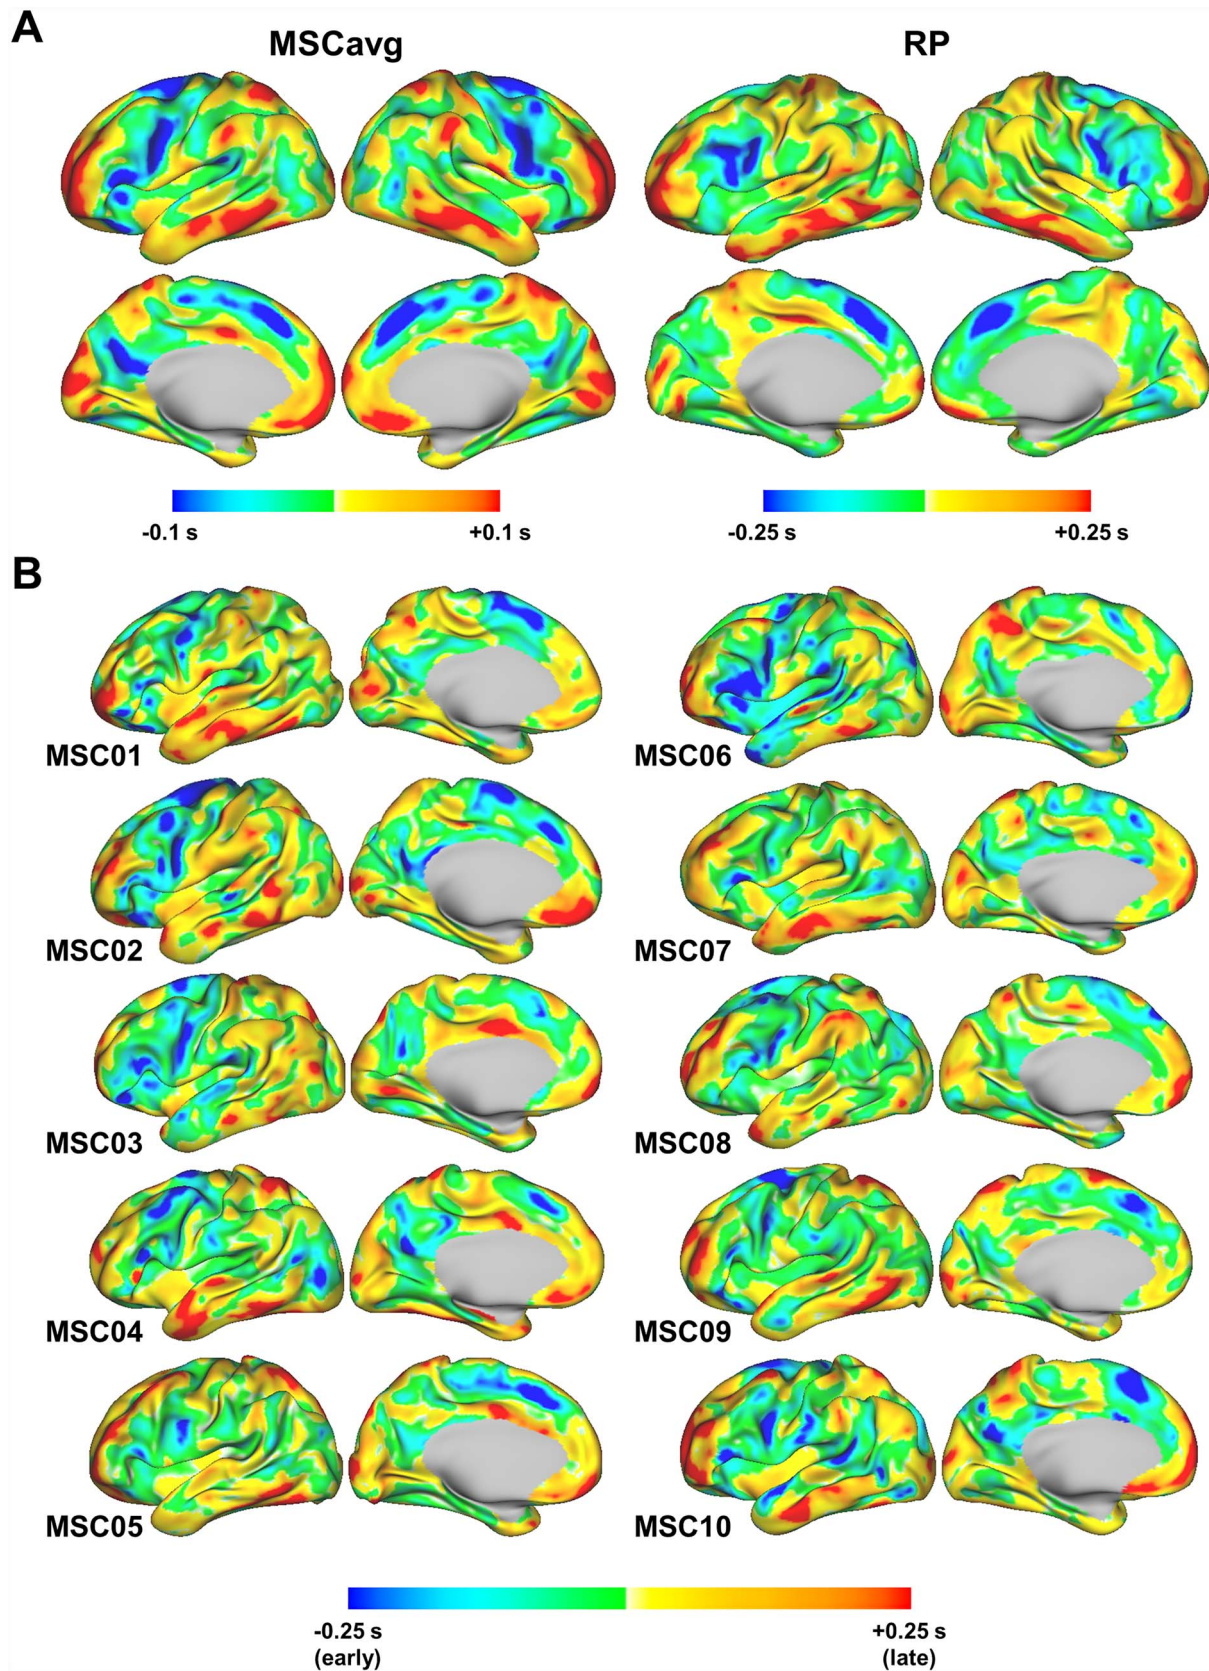 A
MSCavg
RP
-0.1 s
+0.1 s
-0.25 s
+0.25 s
B
MSC01
MSC06
MSC02
MSC07
MSC03
MSC08
MSC04
MSC09
MSC05
MSC10
-0.25 s
(early)
+0.25 s
(late)